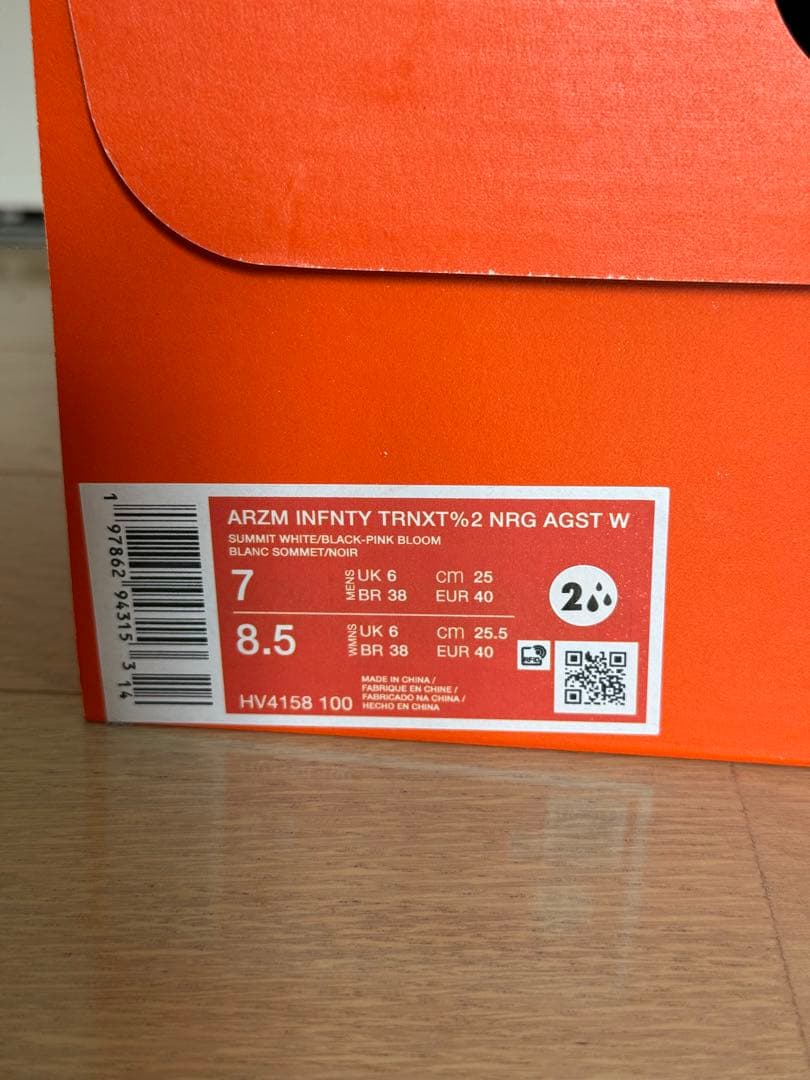 ARZM INFNTY TRNXT%2 NRG AGST W
SUMMIT WHITE/BLACK-PINK BLOOM
BLANC SOMMET/NOIR
7 MENS UK 6 cm 25
BR 38 EUR 40
8.5 WMNS UK 6 cm 25.5
BR 38 EUR 40
2
RFID
HV4158 100
MADE IN CHINA /
FABRIQUE EN CHINE /
FABRICADO NA CHINA /
HECHO EN CHINA
1 97862 94315 3 14